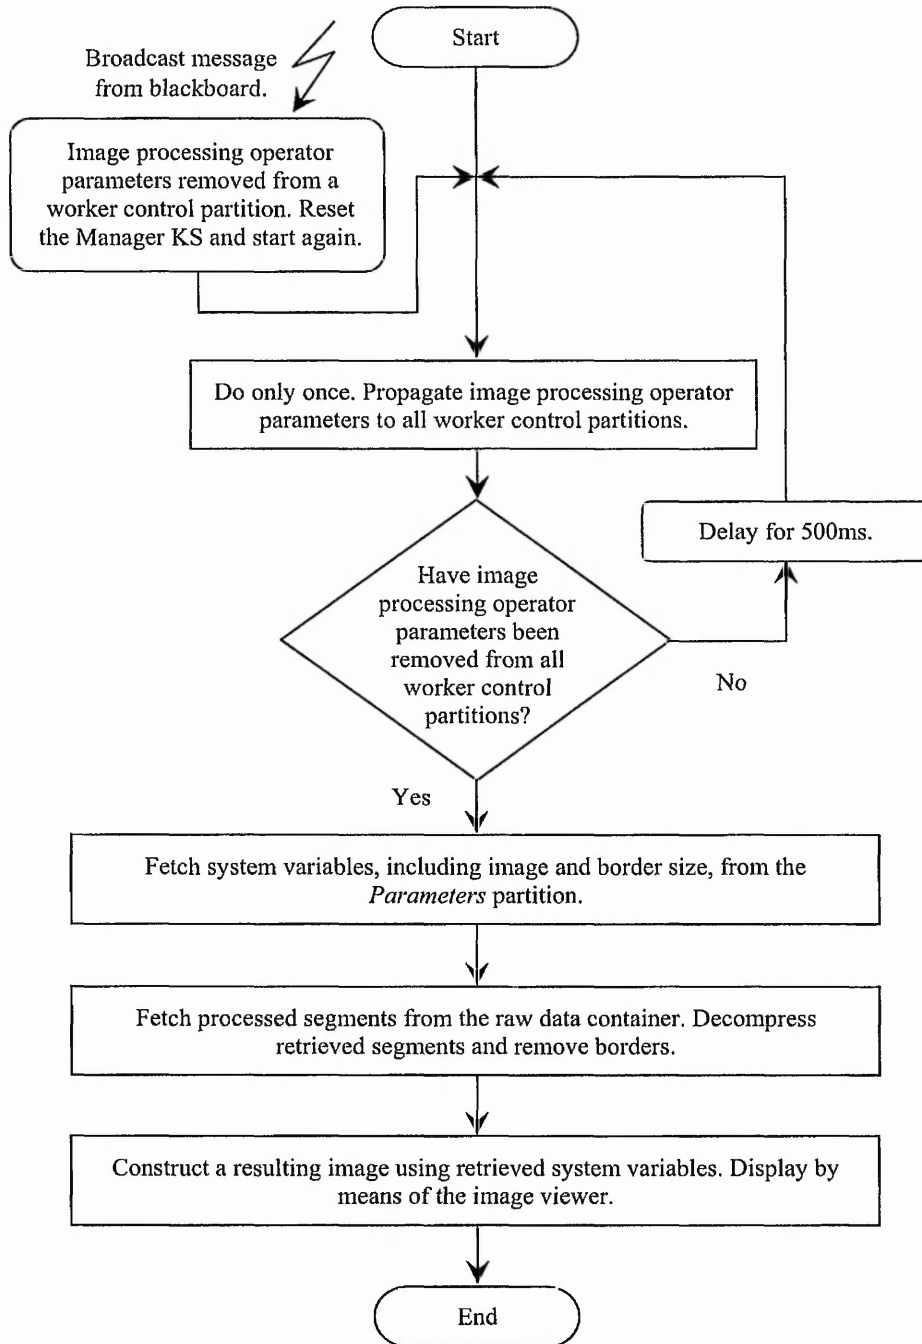 Start
Broadcast message
from blackboard.
Image processing operator
parameters removed from a
worker control partition. Reset
the Manager KS and start again.
Do only once. Propagate image processing operator
parameters to all worker control partitions.
Delay for 500ms.
Have image
processing operator
parameters been
removed from all
worker control
partitions?
No
Yes
Fetch system variables, including image and border size, from the
Parameters partition.
Fetch processed segments from the raw data container. Decompress
retrieved segments and remove borders.
Construct a resulting image using retrieved system variables. Display by
means of the image viewer.
End